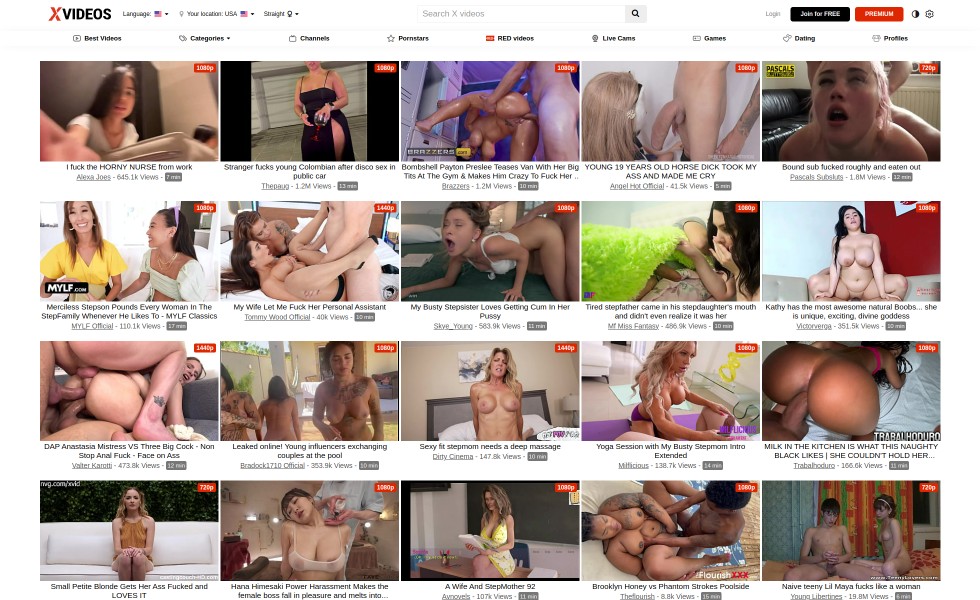 XVIDEOS
Language:
Your location: USA
Straight
Search X videos
Login
Join for FREE
PREMIUM
Best Videos
Categories
Channels
Pornstars
RED videos
Live Cams
Games
Dating
Profiles
1080p
1080p
1080p
1080p
PASCALS
720p
BRAZZERS
I fuck the HORNY NURSE from work
Alexa Joes - 645.1k Views - 7 min
Stranger fucks young Colombian after disco sex in
public car
Thepaug - 1.2M Views - 13 min
Bombshell Payton Preslee Teases Van With Her Big
Tits At The Gym & Makes Him Crazy To Fuck Her ..
Brazzers - 1.2M Views - 10 min
YOUNG 19 YEARS OLD HORSE DICK TOOK MY
ASS AND MADE ME CRY
Angel Hot Official - 41.5k Views - 5 min
Bound sub fucked roughly and eaten out
Pascals Subsluts - 1.8M Views - 12 min
1080p
1440p
1080p
1080p
1080p
MYLF.COM
Merciless Stepson Pounds Every Woman In The
StepFamily Whenever He Likes To - MYLF Classics
MYLF Official - 110.1k Views - 17 min
My Wife Let Me Fuck Her Personal Assistant
Tommy Wood Official - 40k Views - 10 min
My Busty Stepsister Loves Getting Cum In Her
Pussy
Skye_Young - 583.9k Views - 11 min
Tired stepfather came in his stepdaughter's mouth
and didn't even realize it was her
Mf Miss Fantasy - 486.9k Views - 10 min
Kathy has the most awesome natural Boobs... she
is unique, exciting, divine goddess
Victorverga - 351.5k Views - 10 min
1440p
1080p
1080p
1080p
1080p
TRABALHODURO
DAP Anastasia Mistress VS Three Big Cock - Non
Stop Anal Fuck - Face on Ass
Valter Karotti - 473.8k Views - 12 min
Leaked online! Young influencers exchanging
couples at the pool
Bradock1710 Official - 353.9k Views - 10 min
Sexy fit stepmom needs a deep massage
Dirty Cinema - 147.8k Views - 10 min
Yoga Session with My Busty Stepmom Intro
Extended
Milflicious - 138.7k Views - 14 min
MILK IN THE KITCHEN IS WHAT THIS NAUGHTY
BLACK LIKES | SHE COULDN'T HOLD HER...
Trabalhoduro - 166.6k Views - 11 min
nvg.com/xvid
720p
1080p
1080p
1080p
720p
www.TeenyLovers.com
Small Petite Blonde Gets Her Ass Fucked and
LOVES IT
Hana Himesaki Power Harassment Makes the
female boss fall in pleasure and melts into...
A Wife And StepMother 92
Avnovels - 107k Views - 11 min
Brooklyn Honey vs Phantom Strokes Poolside
Theflourish - 8.8k Views - 15 min
Naive teeny Lil Maya fucks like a woman
Young Libertines - 19.8M Views - 6 min